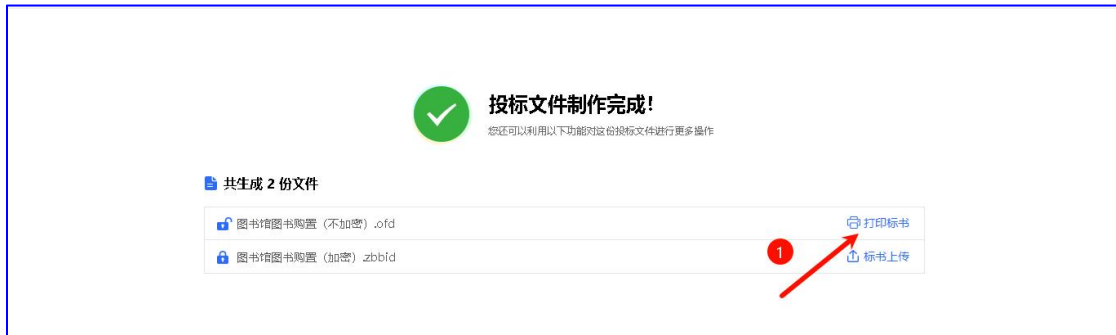 投标文件制作完成!
您还可以利用以下功能对这份投标文件进行更多操作
共生成 2 份文件
图书馆图书购置（不加密）.ofd
打印标书
图书馆图书购置（加密）.zbbid
1
标书上传